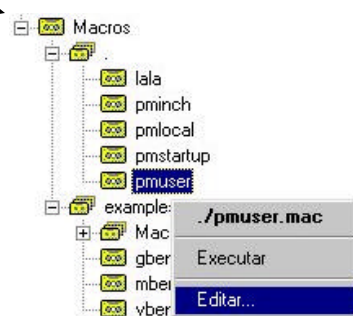 Macros
.
lala
pminch
pmlocal
pmstartup
pmuser
example
./pmuser.mac
Mac
Executar
gber
mber
Editar...
vber